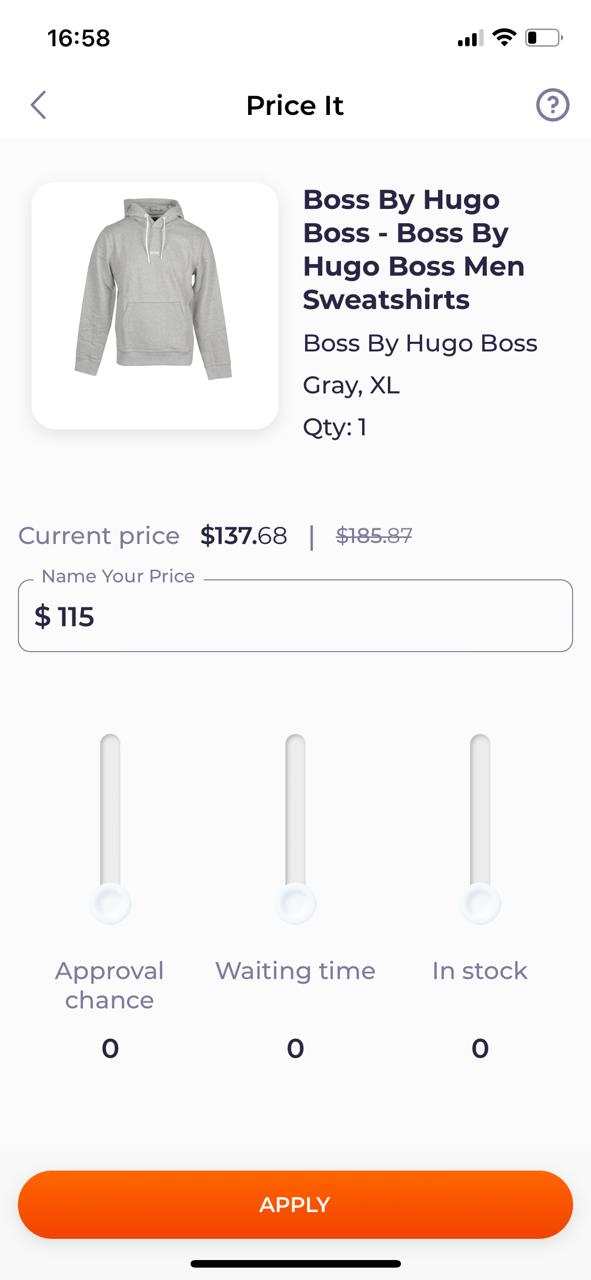 16:58
Price It
Boss By Hugo
Boss - Boss By
Hugo Boss Men
Sweatshirts
Boss By Hugo Boss
Gray, XL
Qty: 1
Current price $137.68 | $185.87
Name Your Price
$ 115
Approval chance
Waiting time
In stock
0
0
0
APPLY